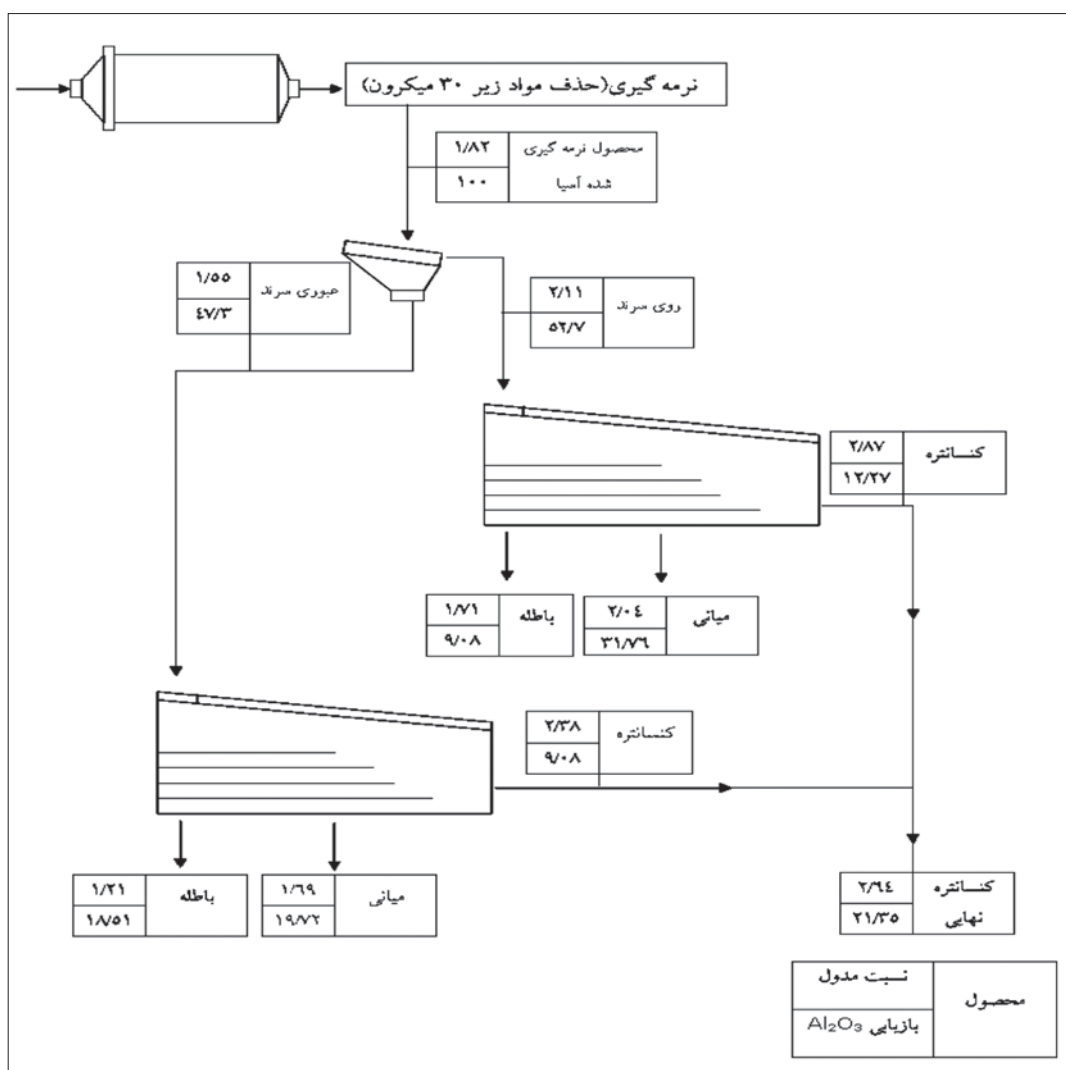 نرمه گیری(حذف مواد زیر ۳۰ میکرون)
محصول نرمه گیری
شده آسیا
۱/۸۲
۱۰۰
عبوری سرند
۱/۵۵
٤٧/۳
روی سرند
۲/۱۱
۵۲/۷
کنسانتره
۲/۸۷
۱۲/۲۷
باطله
۱/۷۱
۹/۰۸
میانی
۲/۰٤
۳۱/۷٦
کنسانتره
۲/۳۸
۹/۰۸
باطله
۱/۲۱
۱۸/۵۱
میانی
۱/٦۹
۱۹/۷۲
کنسانتره
نهایی
۲/٦٤
۲۱/۳۵
محصول
نسبت مدول
بازیابی Al₂O₃